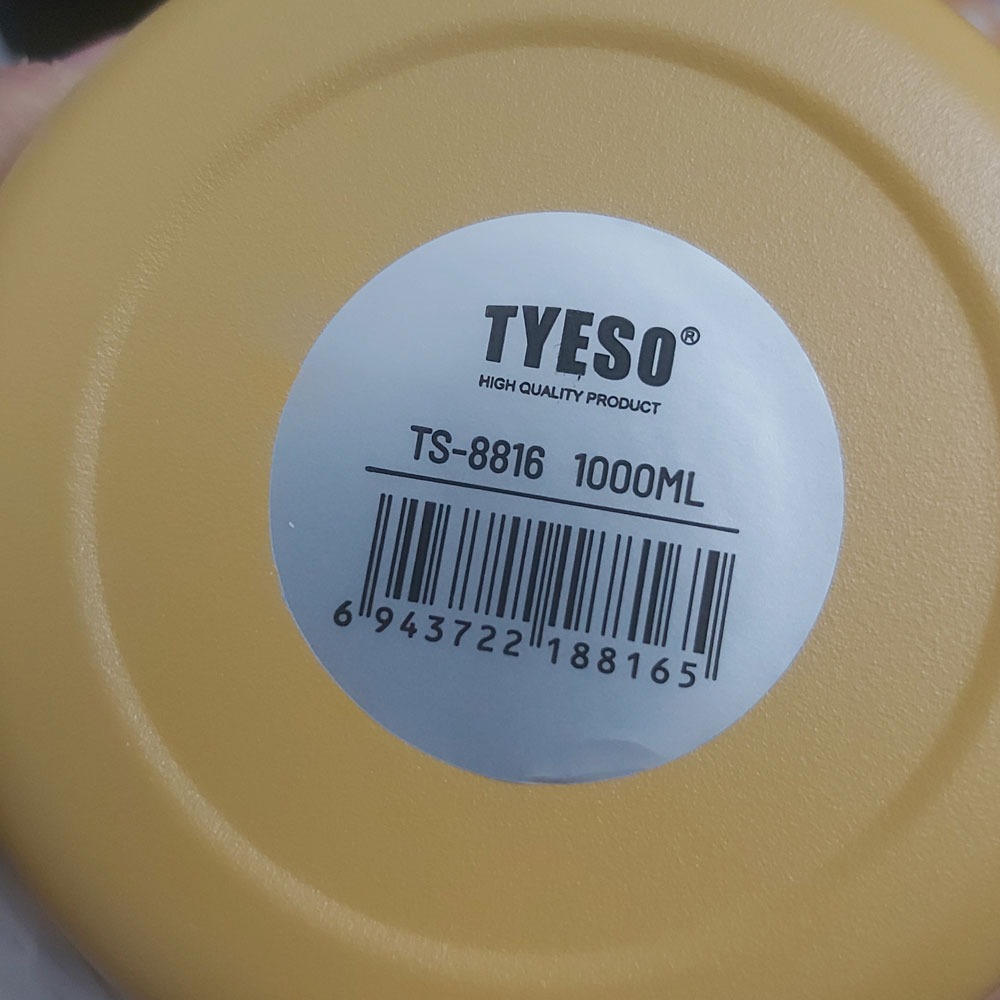 TYESO®
HIGH QUALITY PRODUCT
TS-8816 1000ML
6 943722 188165